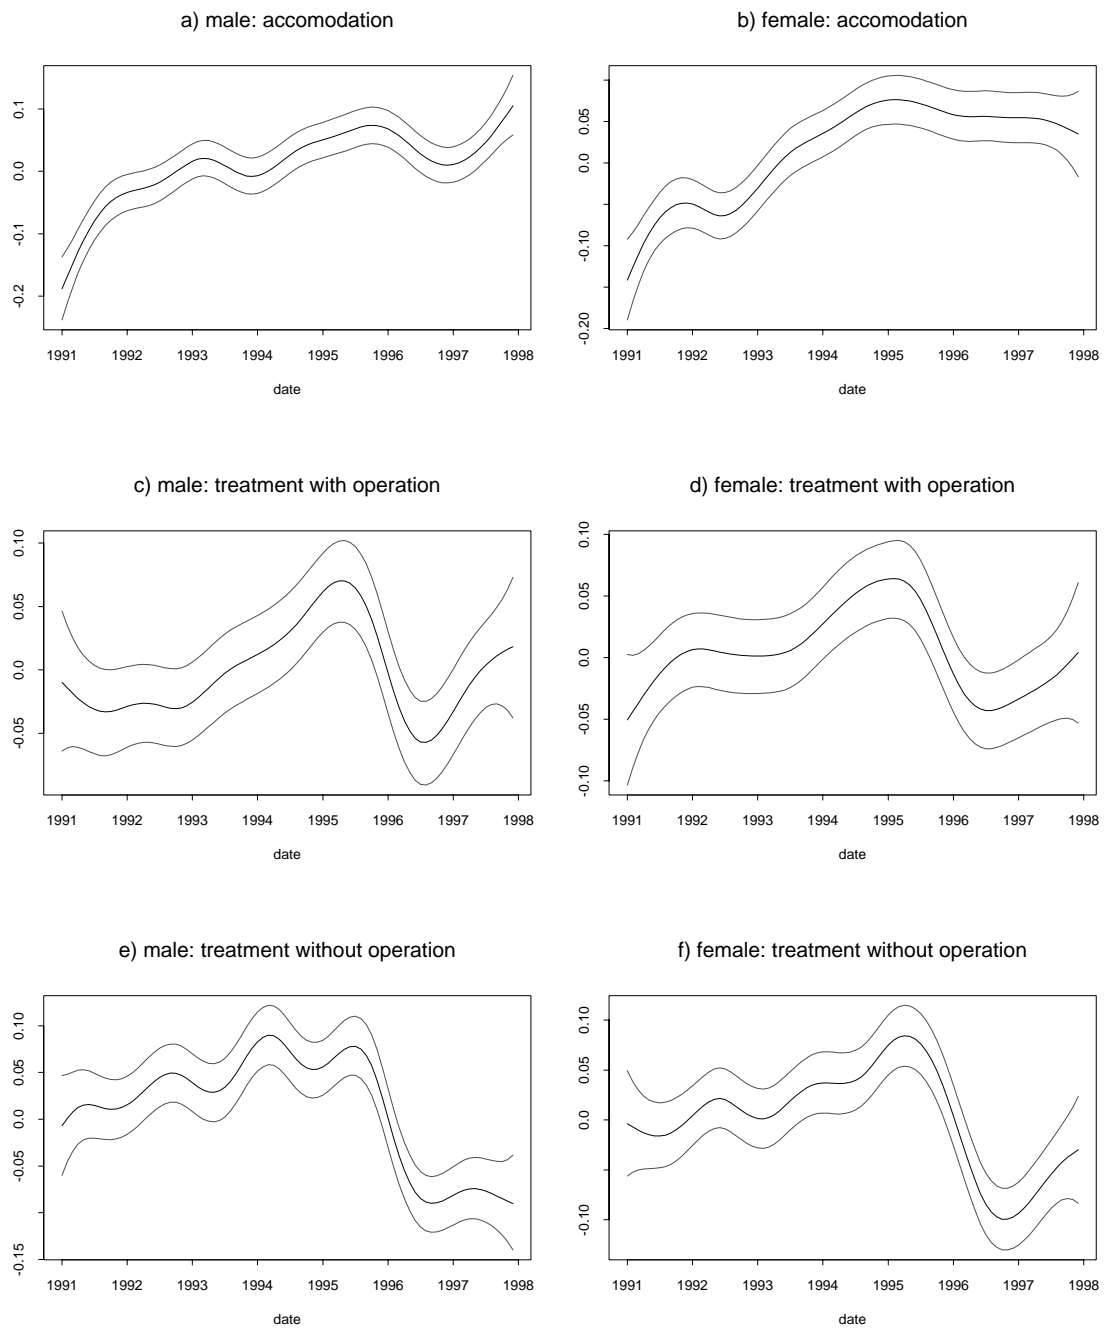 a) male: accomodation
b) female: accomodation
0.1
0.0
-0.1
-0.2
1991 1992 1993 1994 1995 1996 1997 1998
date
0.05
0.0
-0.10
-0.20
1991 1992 1993 1994 1995 1996 1997 1998
date
c) male: treatment with operation
d) female: treatment with operation
0.10
0.05
0.0
-0.05
1991 1992 1993 1994 1995 1996 1997 1998
date
0.10
0.05
0.0
-0.05
-0.10
1991 1992 1993 1994 1995 1996 1997 1998
date
e) male: treatment without operation
f) female: treatment without operation
0.10
0.05
0.0
-0.05
-0.15
1991 1992 1993 1994 1995 1996 1997 1998
date
0.10
0.05
0.0
-0.10
1991 1992 1993 1994 1995 1996 1997 1998
date